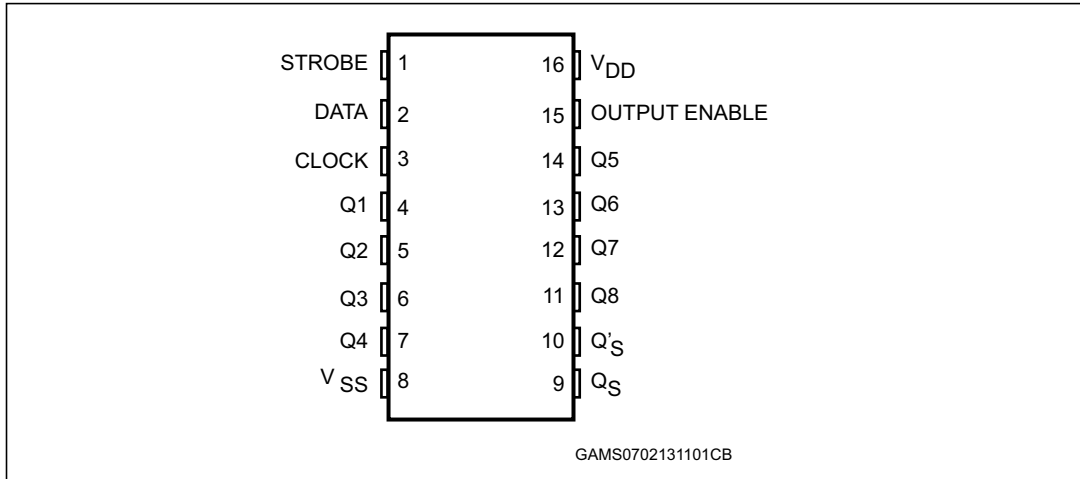 STROBE 1 16 VDD
DATA 2 15 OUTPUT ENABLE
CLOCK 3 14 Q5
Q1 4 13 Q6
Q2 5 12 Q7
Q3 6 11 Q8
Q4 7 10 Q'S
V SS 8 9 QS
GAMS0702131101CB